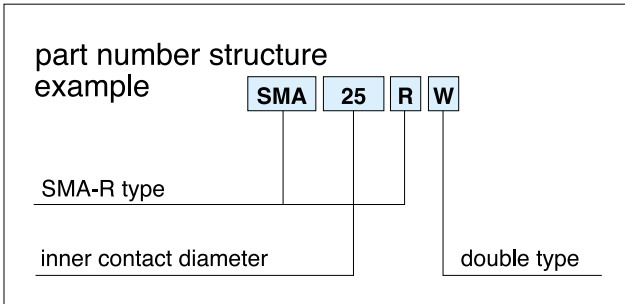 part number structure
example
SMA 25 R W
SMA-R type
inner contact diameter
double type